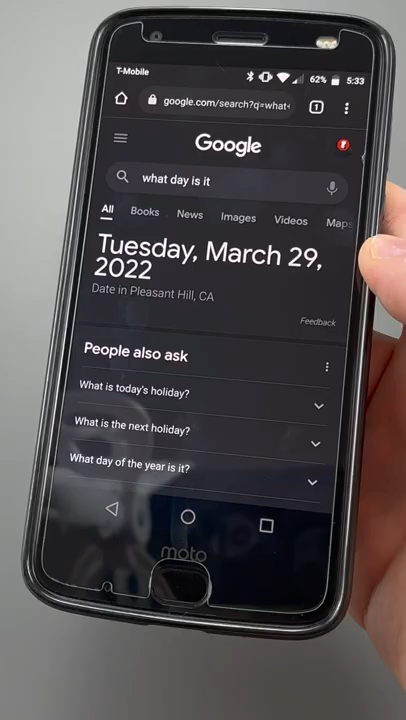 T-Mobile 62% 5:33
google.com/search?q=what 1
Google
what day is it
All Books News Images Videos Maps
Tuesday, March 29,
2022
Date in Pleasant Hill, CA
Feedback
People also ask
What is today's holiday?
What is the next holiday?
What day of the year is it?
moto